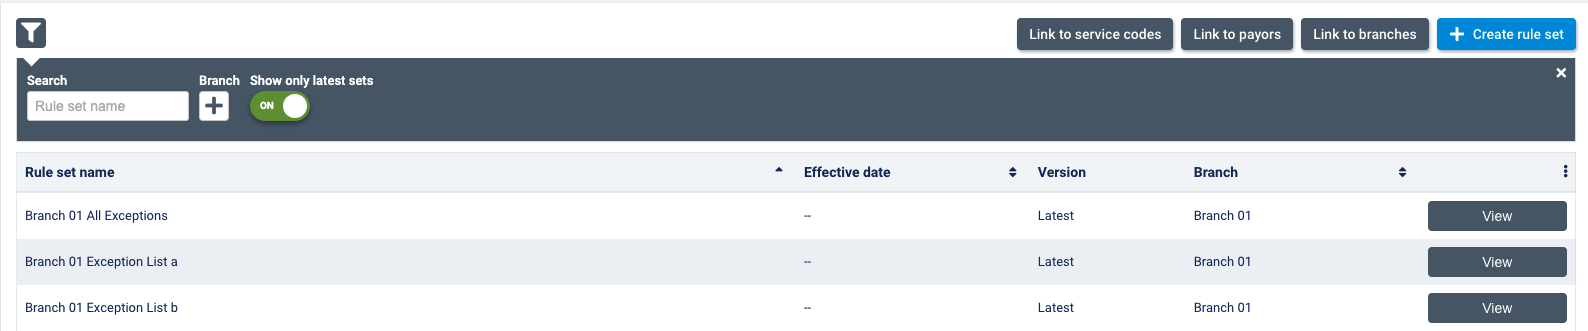 Link to service codes Link to payors Link to branches Create rule set
Search Branch Show only latest sets
Rule set name ON
Rule set name Effective date Version Branch
Branch 01 All Exceptions -- Latest Branch 01 View
Branch 01 Exception List a -- Latest Branch 01 View
Branch 01 Exception List b -- Latest Branch 01 View